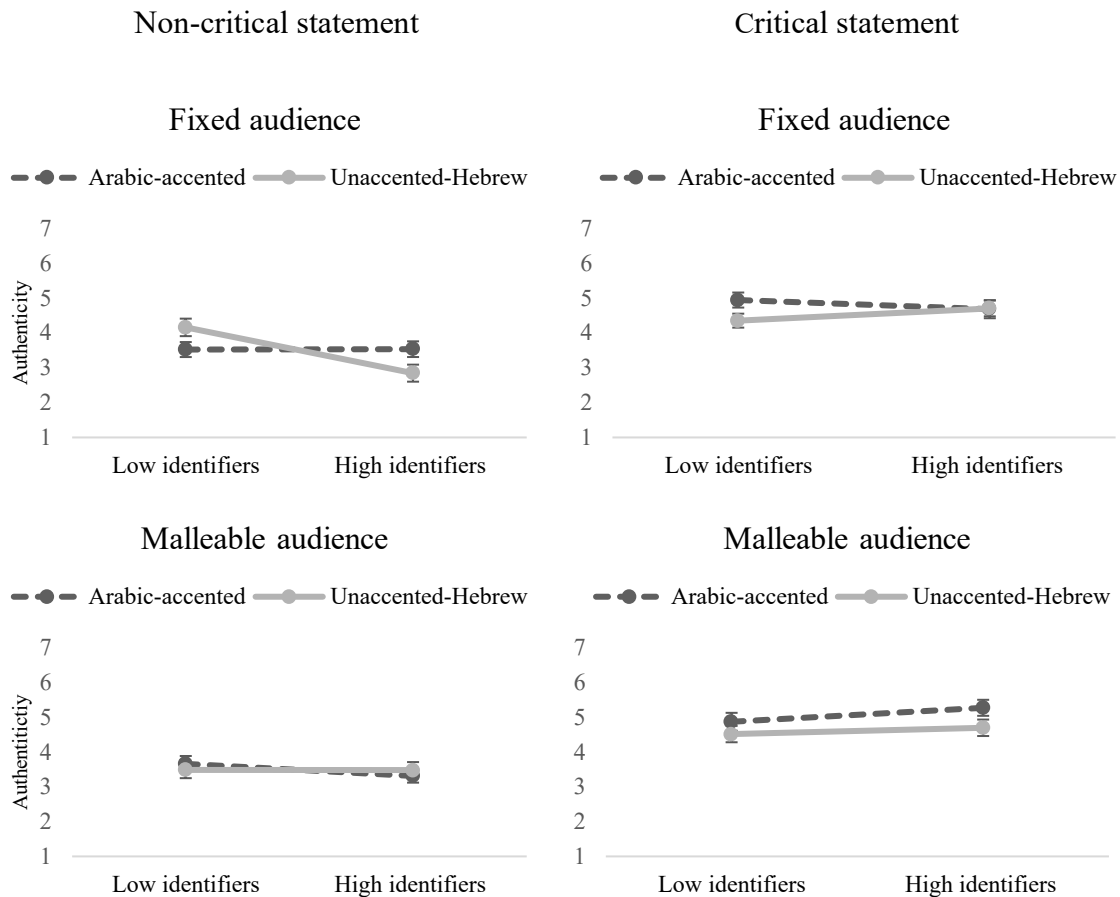 Non-critical statement
Critical statement
Fixed audience
Fixed audience
Arabic-accented Unaccented-Hebrew
Arabic-accented Unaccented-Hebrew
Authenticity
7
6
5
4
3
2
1
Low identifiers High identifiers
7
6
5
4
3
2
1
Low identifiers High identifiers
Malleable audience
Malleable audience
Arabic-accented Unaccented-Hebrew
Arabic-accented Unaccented-Hebrew
Authentitictiy
7
6
5
4
3
2
1
Low identifiers High identifiers
7
6
5
4
3
2
1
Low identifiers High identifiers